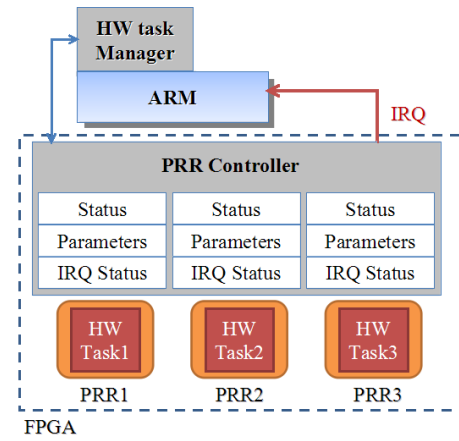 HW task
Manager
ARM
IRQ
PRR Controller
Status Status Status
Parameters Parameters Parameters
IRQ Status IRQ Status IRQ Status
HW HW HW
Task1 Task2 Task3
PRR1 PRR2 PRR3
FPGA